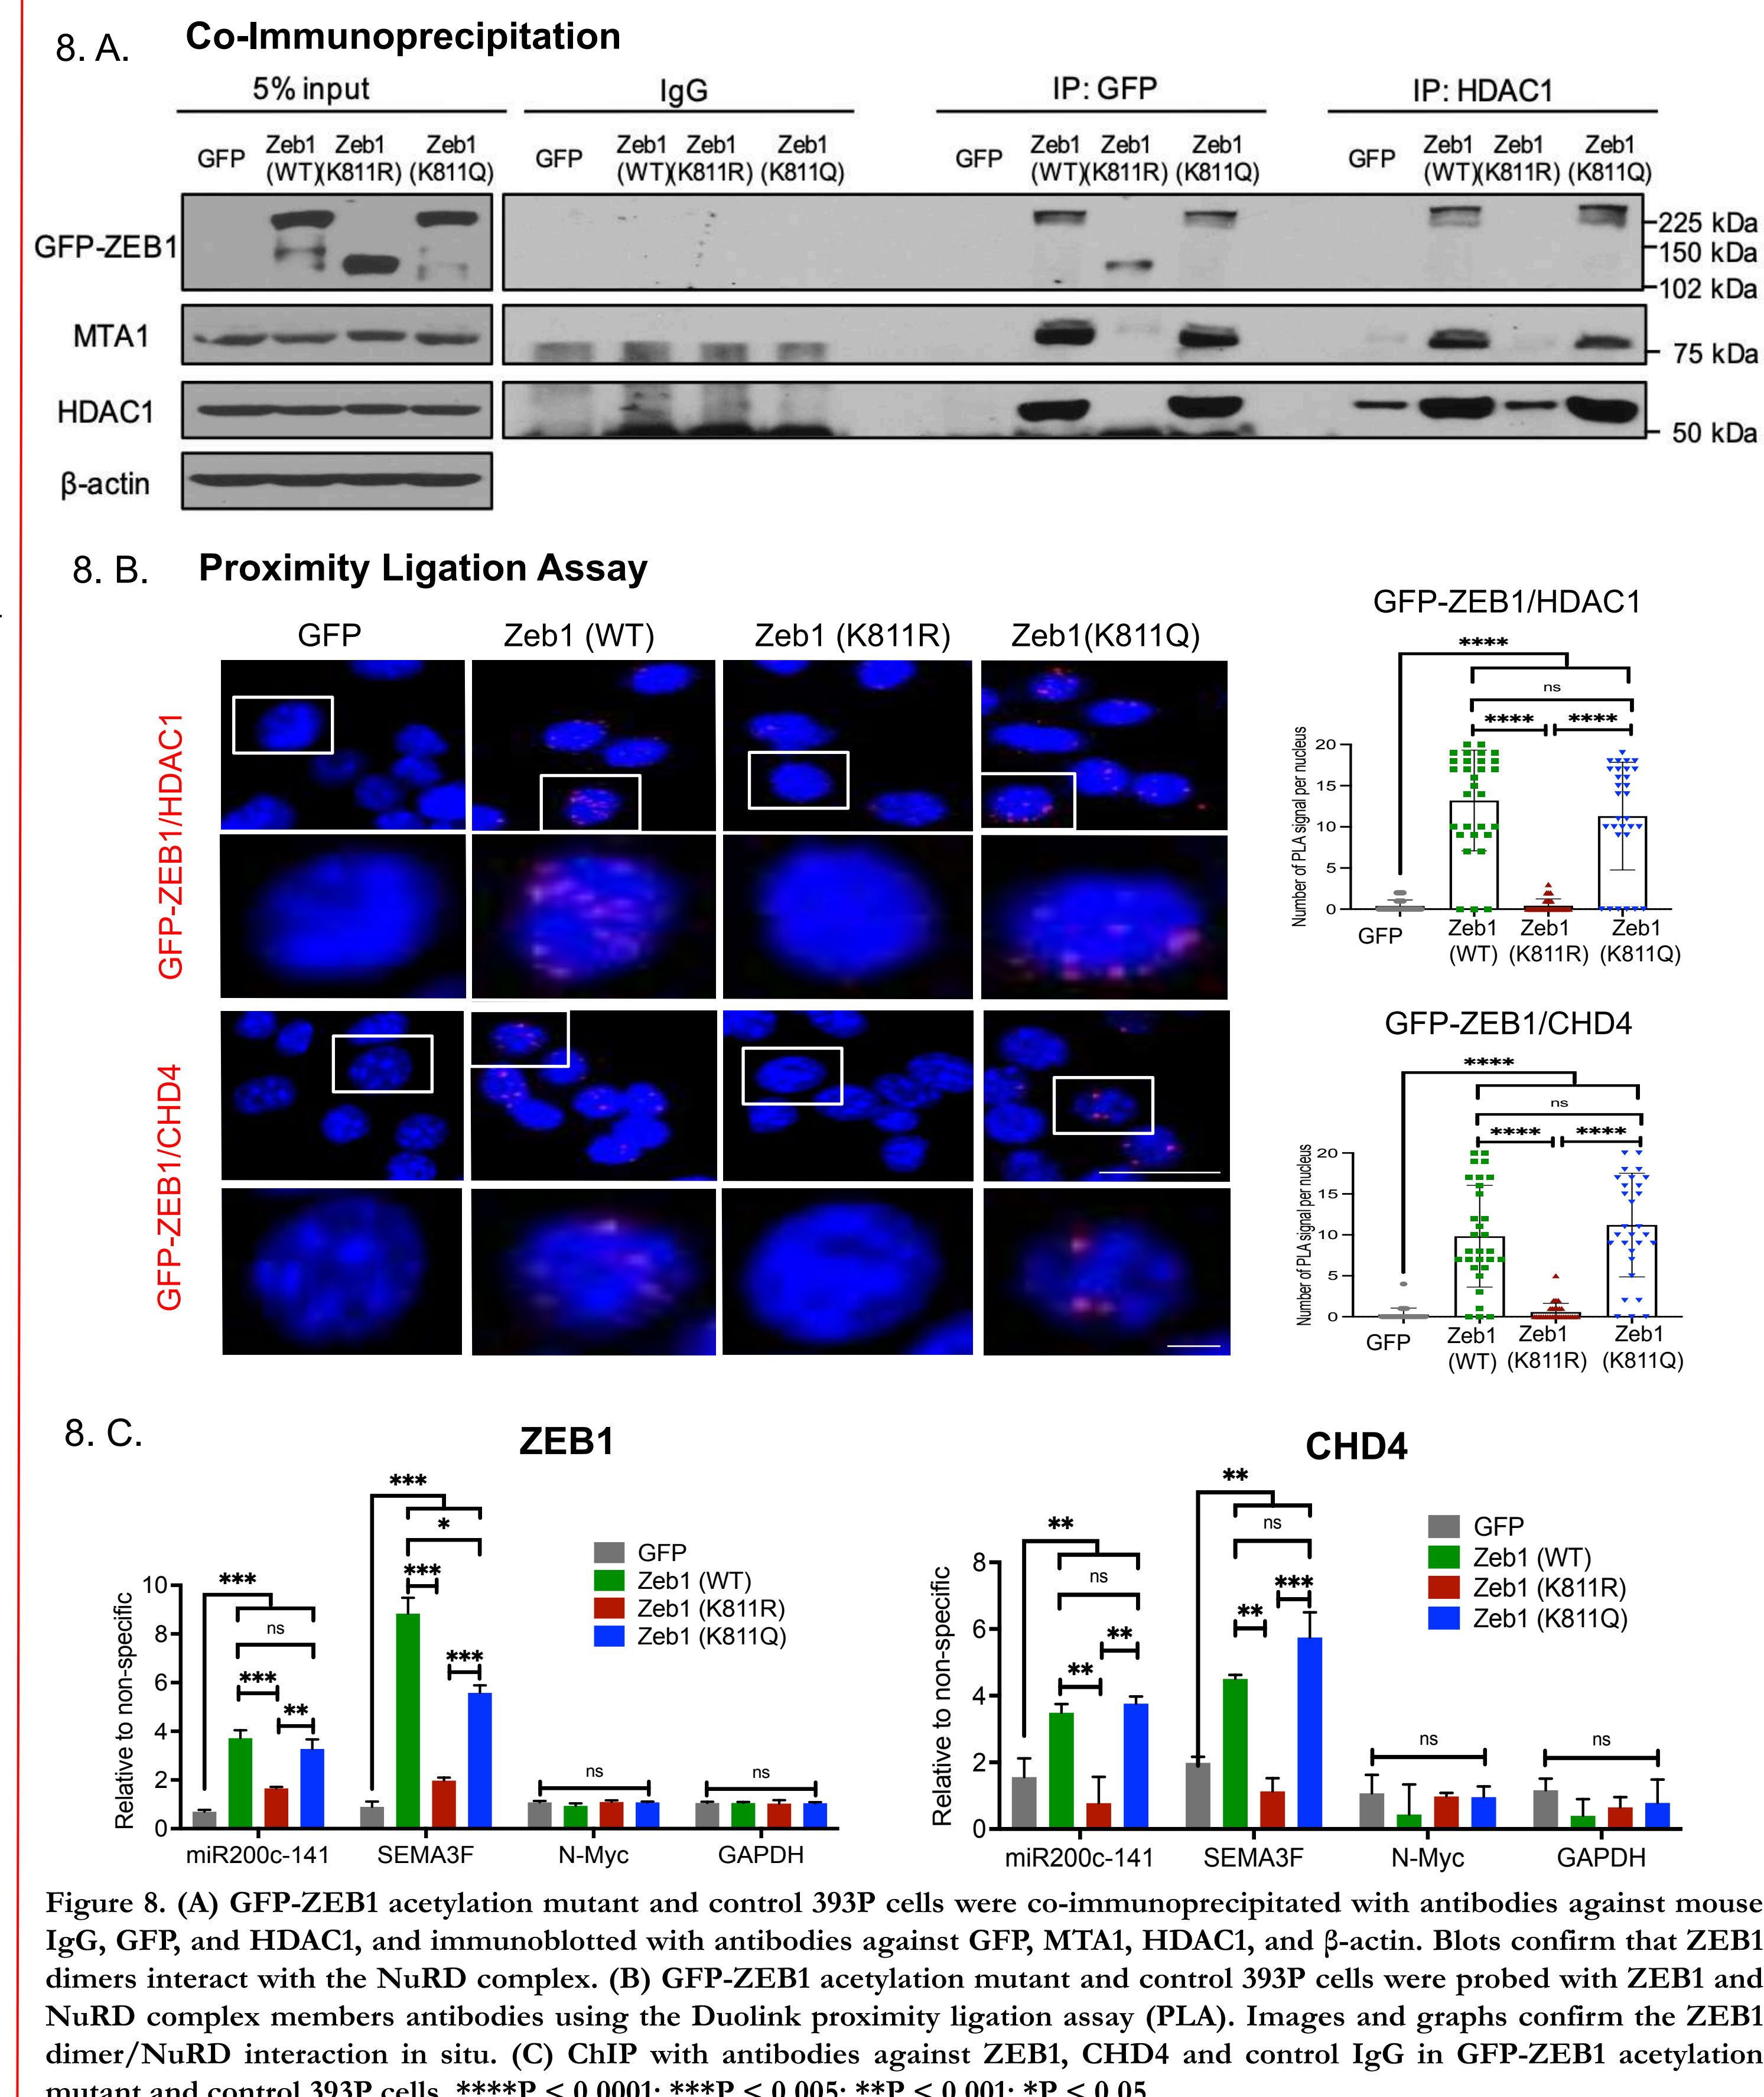 8. A. Co-Immunoprecipitation
5% input IgG IP: GFP IP: HDAC1
GFP Zeb1 (WT) Zeb1 (K811R) Zeb1 (K811Q) GFP Zeb1 (WT) Zeb1 (K811R) Zeb1 (K811Q) GFP Zeb1 (WT) Zeb1 (K811R) Zeb1 (K811Q) GFP Zeb1 (WT) Zeb1 (K811R) Zeb1 (K811Q)
GFP-ZEB1
225 kDa
150 kDa
102 kDa
MTA1
75 kDa
HDAC1
50 kDa
β-actin
8. B. Proximity Ligation Assay
GFP Zeb1 (WT) Zeb1 (K811R) Zeb1(K811Q)
GFP-ZEB1/HDAC1
GFP-ZEB1/CHD4
GFP-ZEB1/HDAC1
****
ns
**** ****
Number of PLA signal per nucleus
20
15
10
5
0
GFP Zeb1 (WT) Zeb1 (K811R) Zeb1 (K811Q)
GFP-ZEB1/CHD4
****
ns
**** ****
Number of PLA signal per nucleus
20
15
10
5
0
GFP Zeb1 (WT) Zeb1 (K811R) Zeb1 (K811Q)
8. C.
ZEB1
Relative to non-specific
10
8
6
4
2
0
***
ns
***
**
***
*
***
***
ns
ns
GFP
Zeb1 (WT)
Zeb1 (K811R)
Zeb1 (K811Q)
miR200c-141 SEMA3F N-Myc GAPDH
CHD4
Relative to non-specific
8
6
4
2
0
**
ns
**
**
**
ns
**
***
ns
ns
GFP
Zeb1 (WT)
Zeb1 (K811R)
Zeb1 (K811Q)
miR200c-141 SEMA3F N-Myc GAPDH
Figure 8. (A) GFP-ZEB1 acetylation mutant and control 393P cells were co-immunoprecipitated with antibodies against mouse
IgG, GFP, and HDAC1, and immunoblotted with antibodies against GFP, MTA1, HDAC1, and β-actin. Blots confirm that ZEB1
dimers interact with the NuRD complex. (B) GFP-ZEB1 acetylation mutant and control 393P cells were probed with ZEB1 and
NuRD complex members antibodies using the Duolink proximity ligation assay (PLA). Images and graphs confirm the ZEB1
dimer/NuRD interaction in situ. (C) ChIP with antibodies against ZEB1, CHD4 and control IgG in GFP-ZEB1 acetylation
mutant and control 393P cells. ****P < 0.0001; ***P < 0.005; **P < 0.001; *P < 0.05